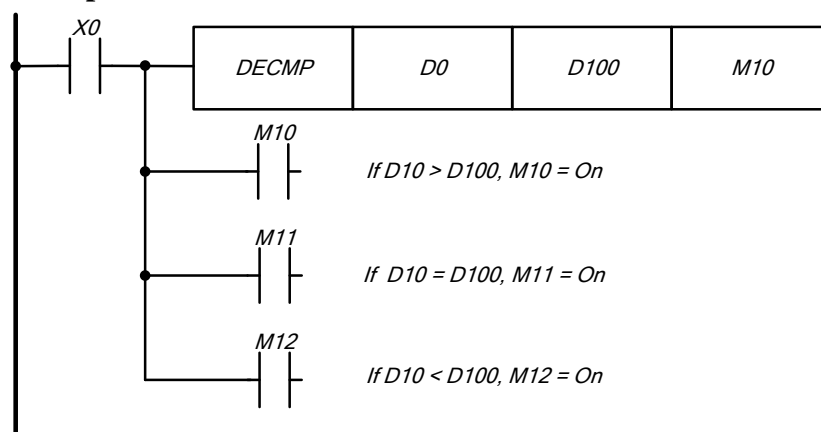 X0
DECMP D0 D100 M10
M10
If D10 > D100, M10 = On
M11
If D10 = D100, M11 = On
M12
If D10 < D100, M12 = On